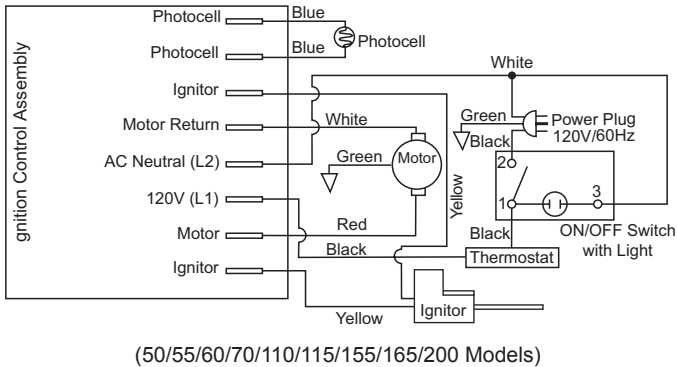 Photocell
Photocell
Ignitor
Motor Return
AC Neutral (L2)
120V (L1)
Motor
Ignitor
gnition Control Assembly
Blue
Blue
Photocell
White
Green
Motor
Red
Black
Yellow
Yellow
Ignitor
White
Green
Power Plug
120V/60Hz
Black
2
1
3
ON/OFF Switch
with Light
Black
Thermostat
(50/55/60/70/110/115/155/165/200 Models)